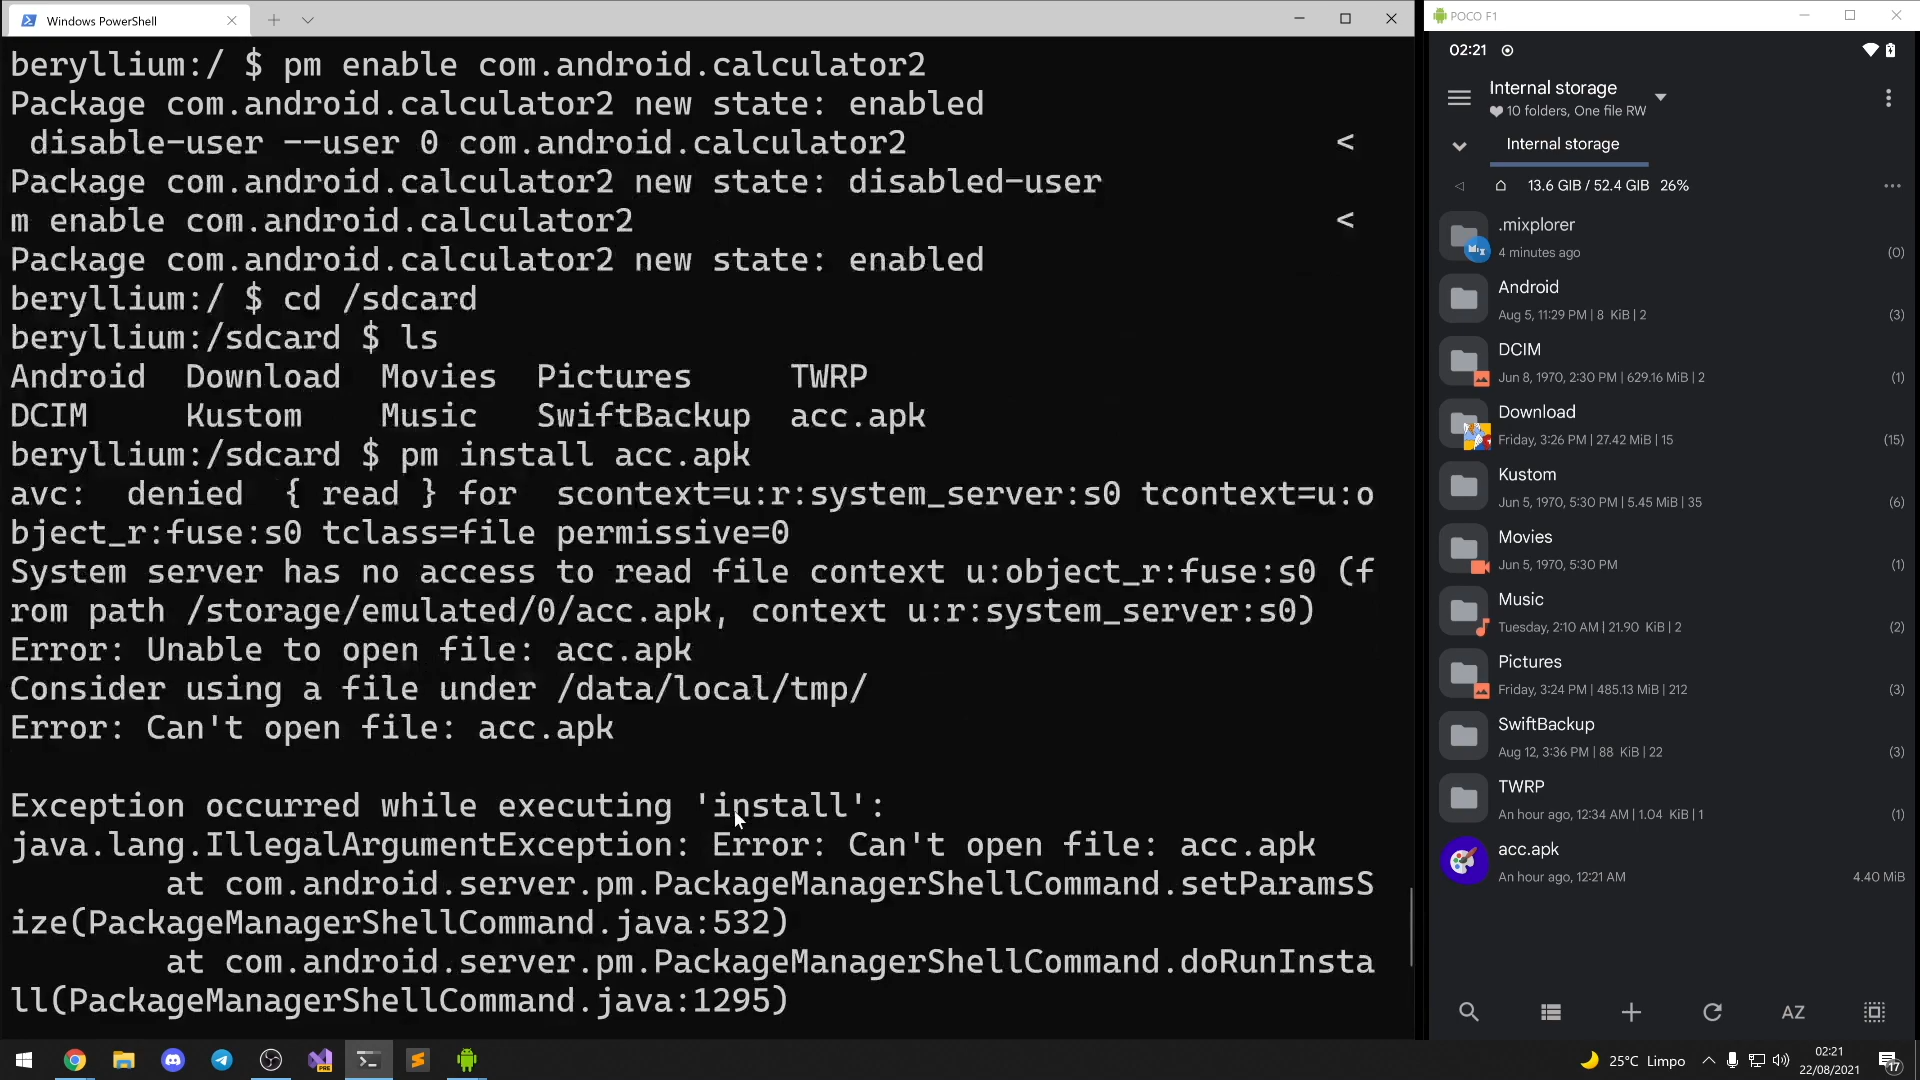 Windows PowerShell
beryllium:/ $ pm enable com.android.calculator2
Package com.android.calculator2 new state: enabled
disable-user --user 0 com.android.calculator2 <
Package com.android.calculator2 new state: disabled-user
m enable com.android.calculator2 <
Package com.android.calculator2 new state: enabled
beryllium:/ $ cd /sdcard
beryllium:/sdcard $ ls
Android Download Movies Pictures TWRP
DCIM Kustom Music SwiftBackup acc.apk
beryllium:/sdcard $ pm install acc.apk
avc: denied { read } for scontext=u:r:system_server:s0 tcontext=u:o
bject_r:fuse:s0 tclass=file permissive=0
System server has no access to read file context u:object_r:fuse:s0 (f
rom path /storage/emulated/0/acc.apk, context u:r:system_server:s0)
Error: Unable to open file: acc.apk
Consider using a file under /data/local/tmp/
Error: Can't open file: acc.apk
Exception occurred while executing 'install':
java.lang.IllegalArgumentException: Error: Can't open file: acc.apk
at com.android.server.pm.PackageManagerShellCommand.setParamsS
ize(PackageManagerShellCommand.java:532)
at com.android.server.pm.PackageManagerShellCommand.doRunInsta
ll(PackageManagerShellCommand.java:1295)
POCO F1
02:21
Internal storage
10 folders, One file RW
Internal storage
13.6 GIB / 52.4 GIB 26%
.mixplorer
4 minutes ago (0)
Android
Aug 5, 11:29 PM | 8 KiB | 2 (3)
DCIM
Jun 8, 1970, 2:30 PM | 629.16 MiB | 2 (1)
Download
Friday, 3:26 PM | 27.42 MiB | 15 (15)
Kustom
Jun 5, 1970, 5:30 PM | 5.45 MiB | 35 (6)
Movies
Jun 5, 1970, 5:30 PM (1)
Music
Tuesday, 2:10 AM | 21.90 KiB | 2 (2)
Pictures
Friday, 3:24 PM | 485.13 MiB | 212 (3)
SwiftBackup
Aug 12, 3:36 PM | 88 KiB | 22 (3)
TWRP
An hour ago, 12:34 AM | 1.04 KiB | 1 (1)
acc.apk
An hour ago, 12:21 AM 4.40 MiB
AZ
PRE
25°C Limpo
02:21
22/08/2021
17